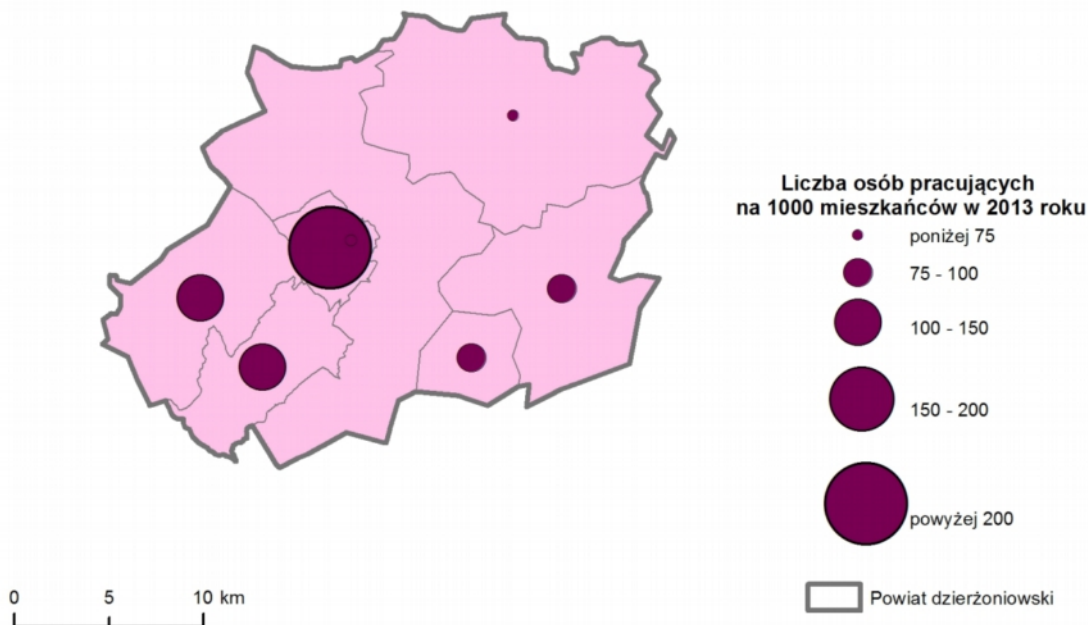 Liczba osób pracujących
na 1000 mieszkańców w 2013 roku
poniżej 75
75 - 100
100 - 150
150 - 200
powyżej 200
0 5 10 km
Powiat dzierżoniowski